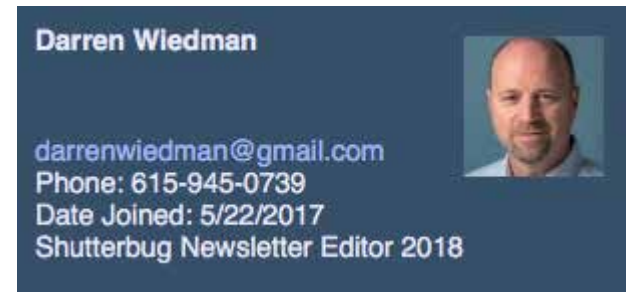 Darren Wiedman
darrenwiedman@gmail.com
Phone: 615-945-0739
Date Joined: 5/22/2017
Shutterbug Newsletter Editor 2018